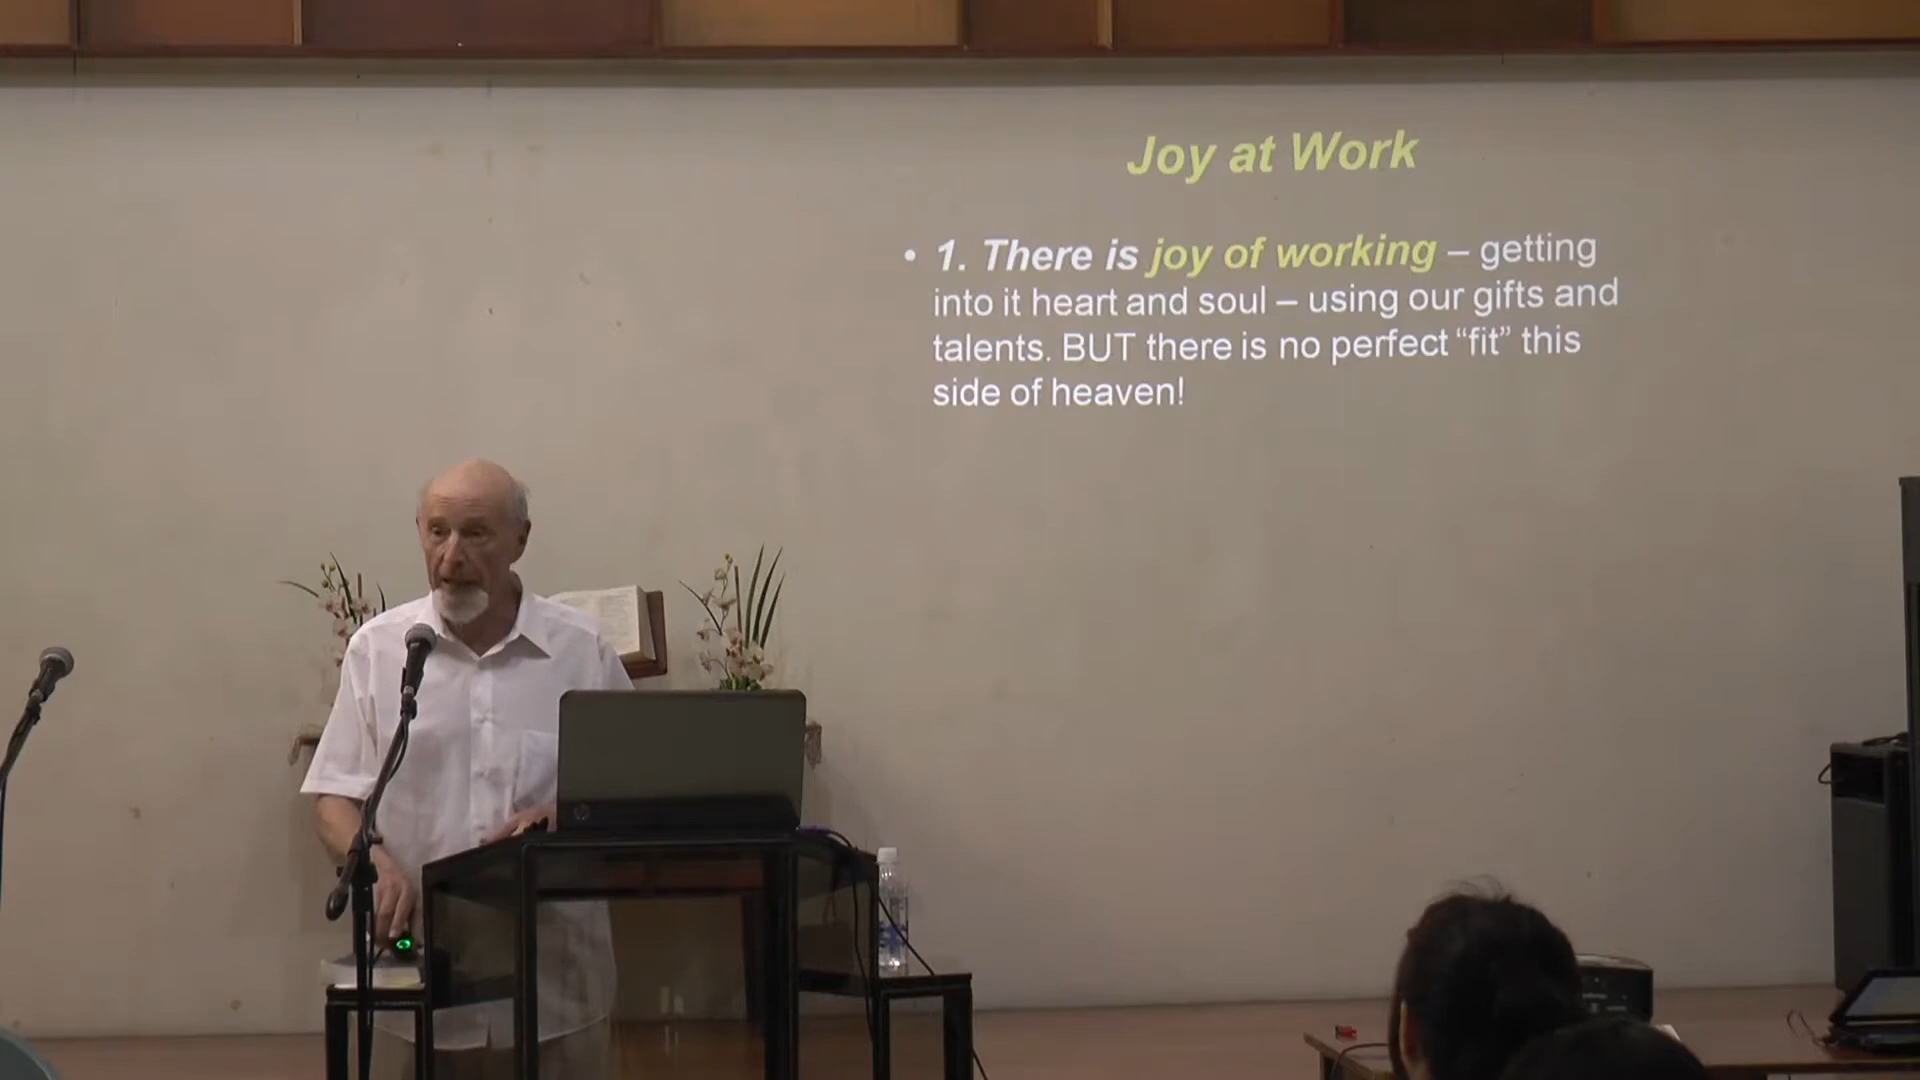 Joy at Work
• 1. There is joy of working – getting
into it heart and soul – using our gifts and
talents. BUT there is no perfect “fit” this
side of heaven!